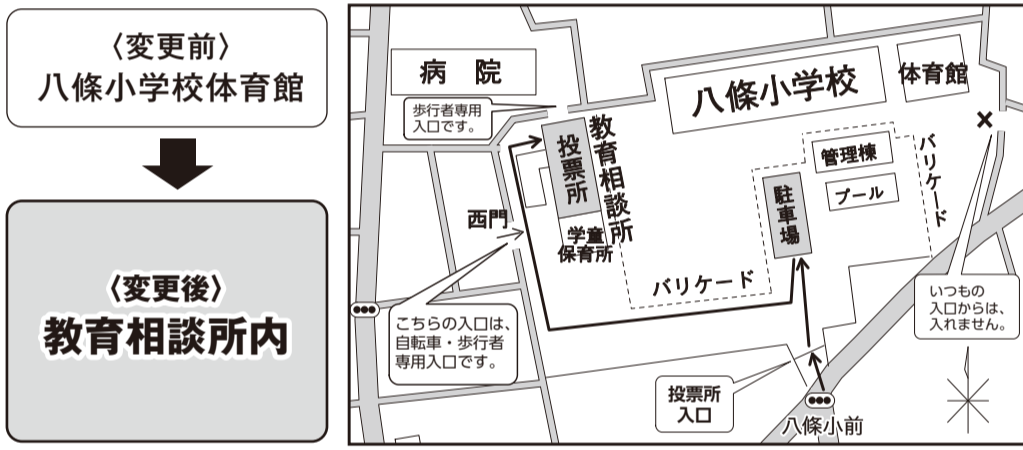 〈変更前〉
八條小学校体育館
〈変更後〉
教育相談所内
病 院
歩行者専用
入口です。
投票所
教育相談所
学童
保育所
西門
こちらの入口は、
自転車・歩行者
専用入口です。
八條小学校
体育館
管理棟
プール
駐車場
バリケード
バリケード
いつもの
入口からは、
入れません。
投票所
入口
八條小前